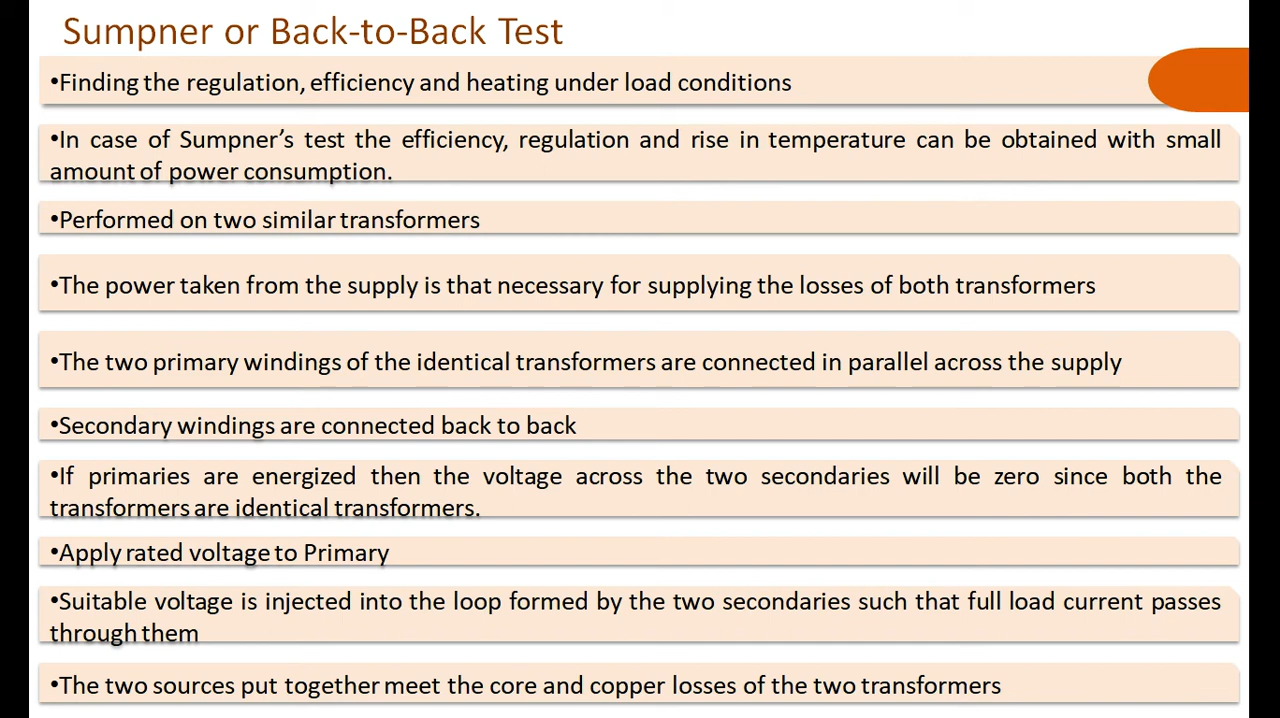 Sumpner or Back-to-Back Test
•Finding the regulation, efficiency and heating under load conditions
•In case of Sumpner’s test the efficiency, regulation and rise in temperature can be obtained with small
amount of power consumption.
•Performed on two similar transformers
•The power taken from the supply is that necessary for supplying the losses of both transformers
•The two primary windings of the identical transformers are connected in parallel across the supply
•Secondary windings are connected back to back
•If primaries are energized then the voltage across the two secondaries will be zero since both the
transformers are identical transformers.
•Apply rated voltage to Primary
•Suitable voltage is injected into the loop formed by the two secondaries such that full load current passes
through them
•The two sources put together meet the core and copper losses of the two transformers